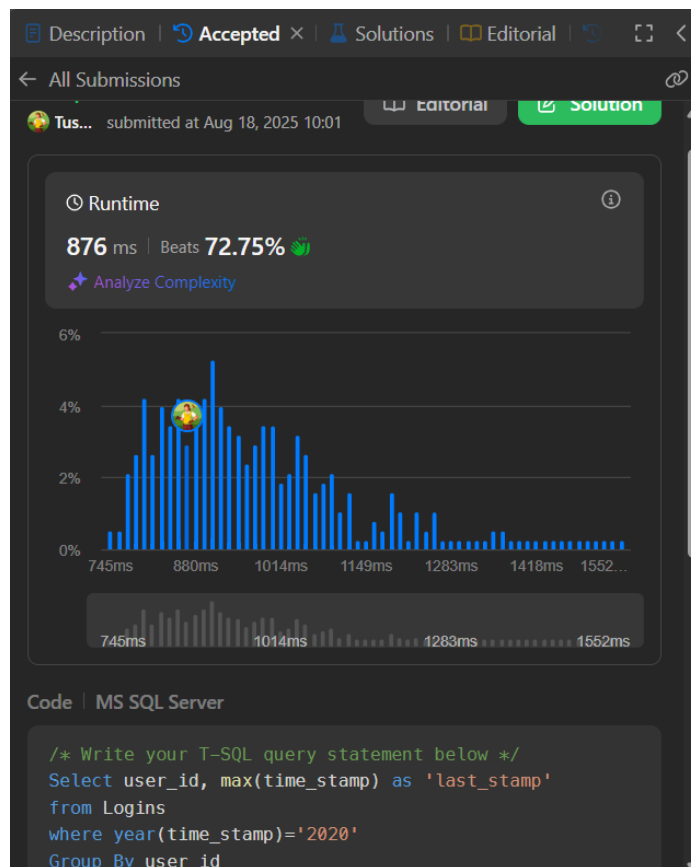 Description Accepted × Solutions Editorial
← All Submissions
Editorial Solution
Tus... submitted at Aug 18, 2025 10:01
Runtime
876 ms Beats 72.75%
Analyze Complexity
6%
4%
2%
0%
745ms 880ms 1014ms 1149ms 1283ms 1418ms 1552...
745ms 1014ms 1283ms 1552ms
Code MS SQL Server
/* Write your T-SQL query statement below */
Select user_id, max(time_stamp) as 'last_stamp'
from Logins
where year(time_stamp)='2020'
Group By user_id